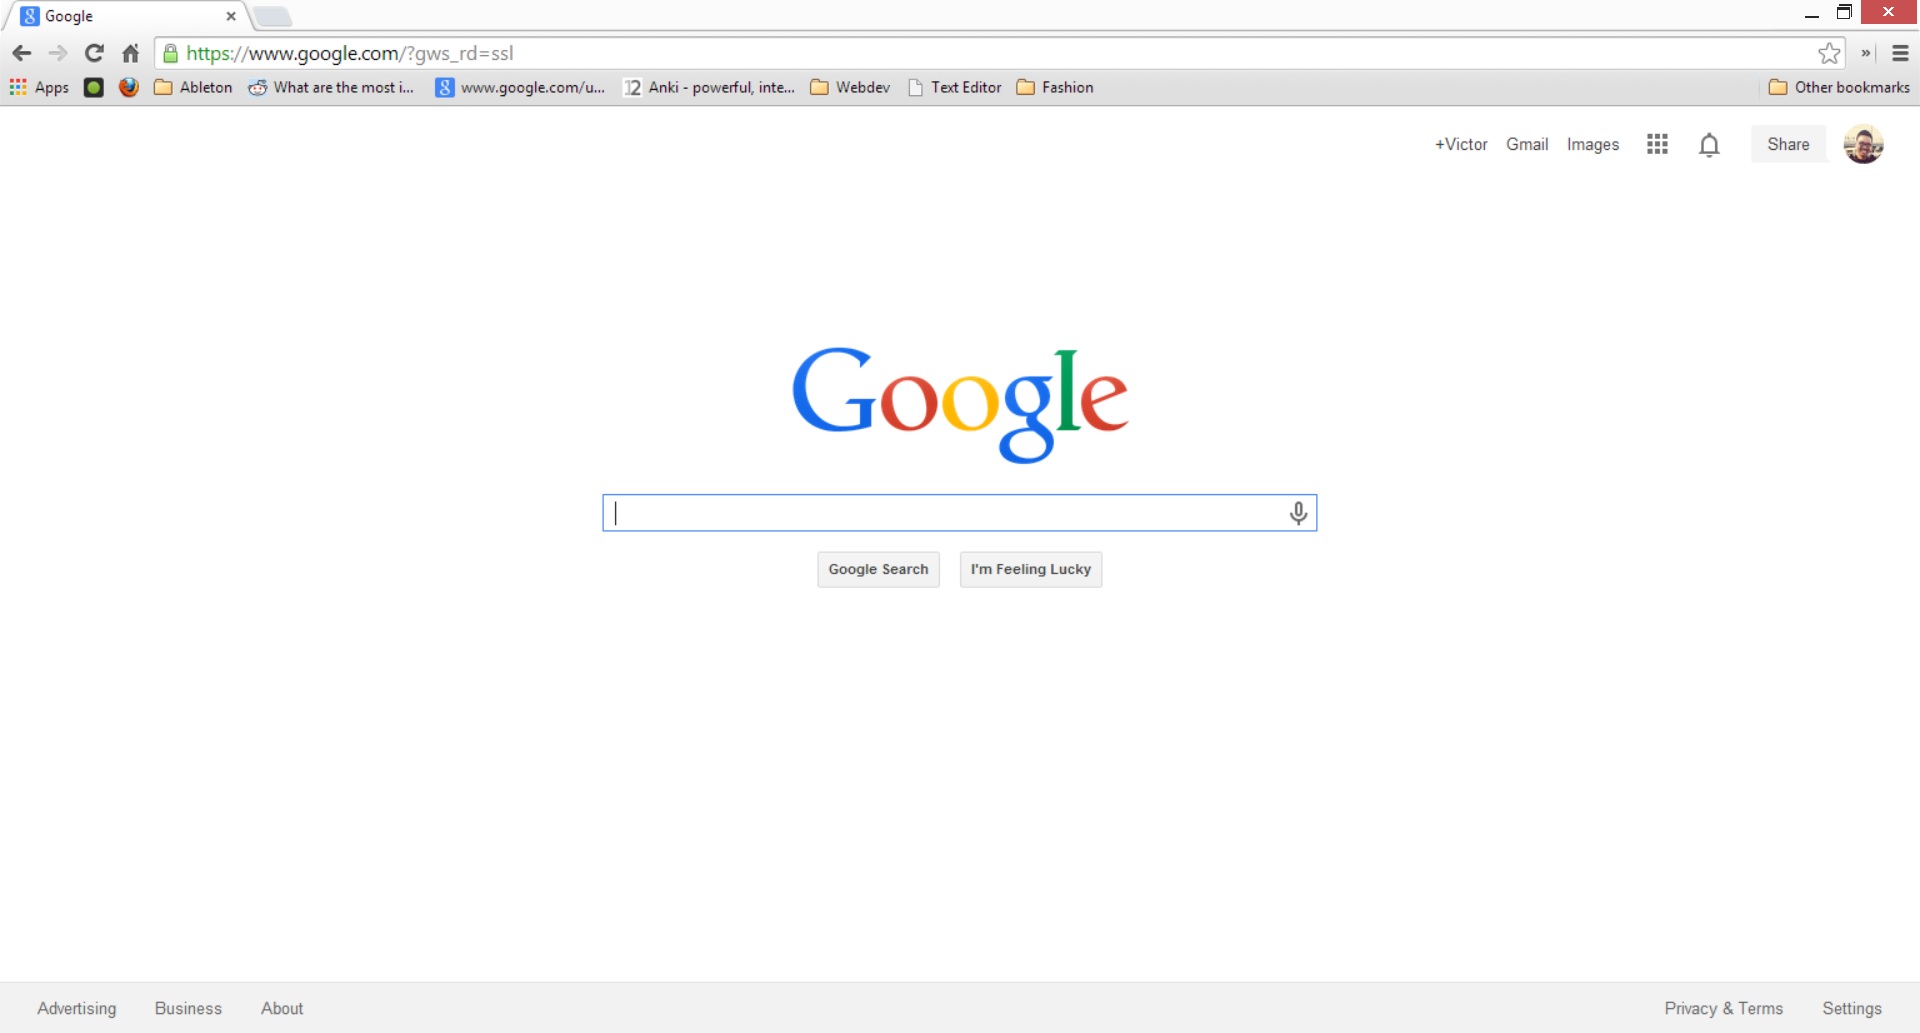 Google
https://www.google.com/?gws_rd=ssl
Apps Ableton What are the most i... www.google.com/u... 12 Anki - powerful, inte... Webdev Text Editor Fashion Other bookmarks
+Victor Gmail Images Share
Google
Google Search I'm Feeling Lucky
Advertising Business About Privacy & Terms Settings